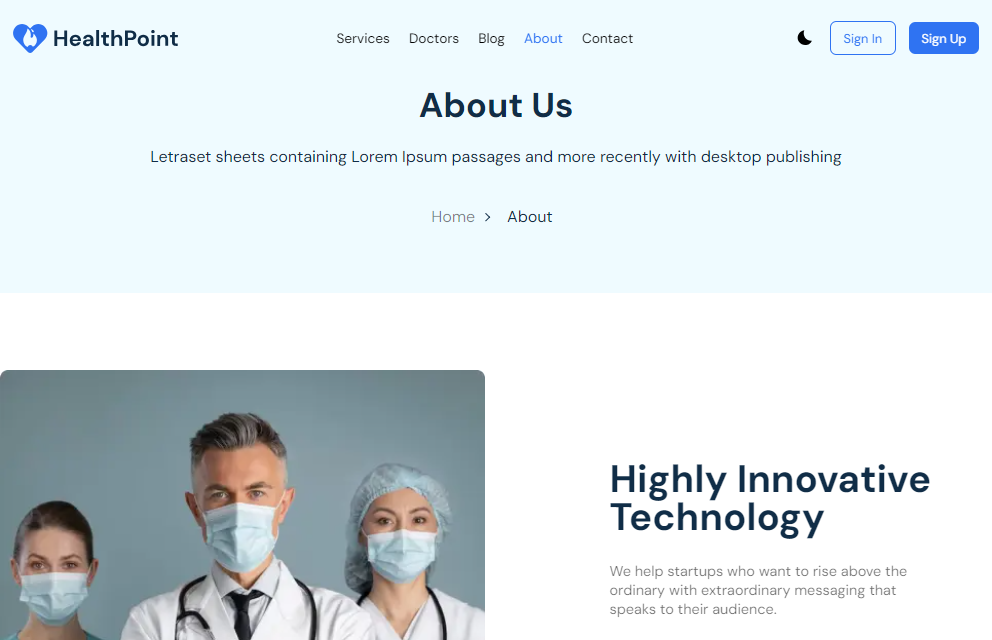 HealthPoint
Services Doctors Blog About Contact
Sign In Sign Up
About Us
Letraset sheets containing Lorem Ipsum passages and more recently with desktop publishing
Home > About
Highly Innovative
Technology
We help startups who want to rise above the
ordinary with extraordinary messaging that
speaks to their audience.